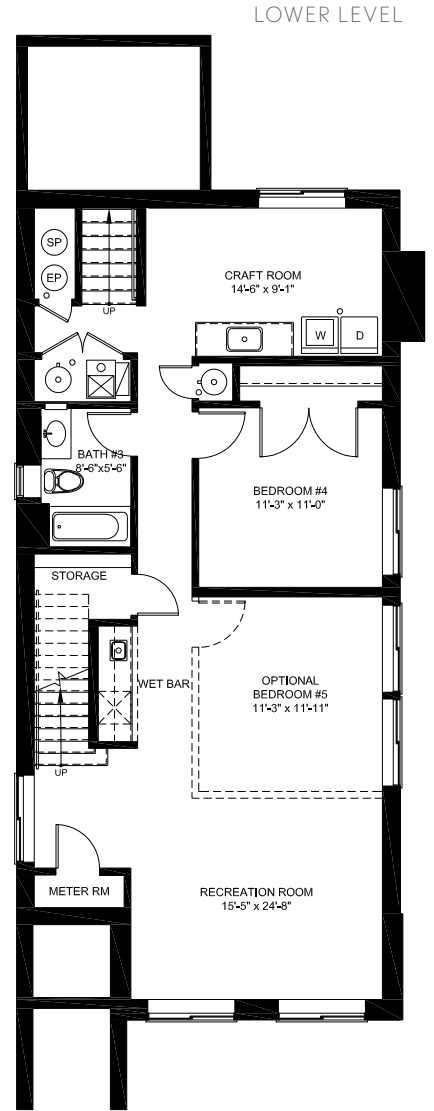 LOWER LEVEL
SP
EP
UP
CRAFT ROOM
14'-6" x 9'-1"
W
D
BATH #3
8'-6"x5'-6"
BEDROOM #4
11'-3" x 11'-0"
STORAGE
WET BAR
OPTIONAL
BEDROOM #5
11'-3" x 11'-11"
UP
METER RM
RECREATION ROOM
15'-5" x 24'-8"